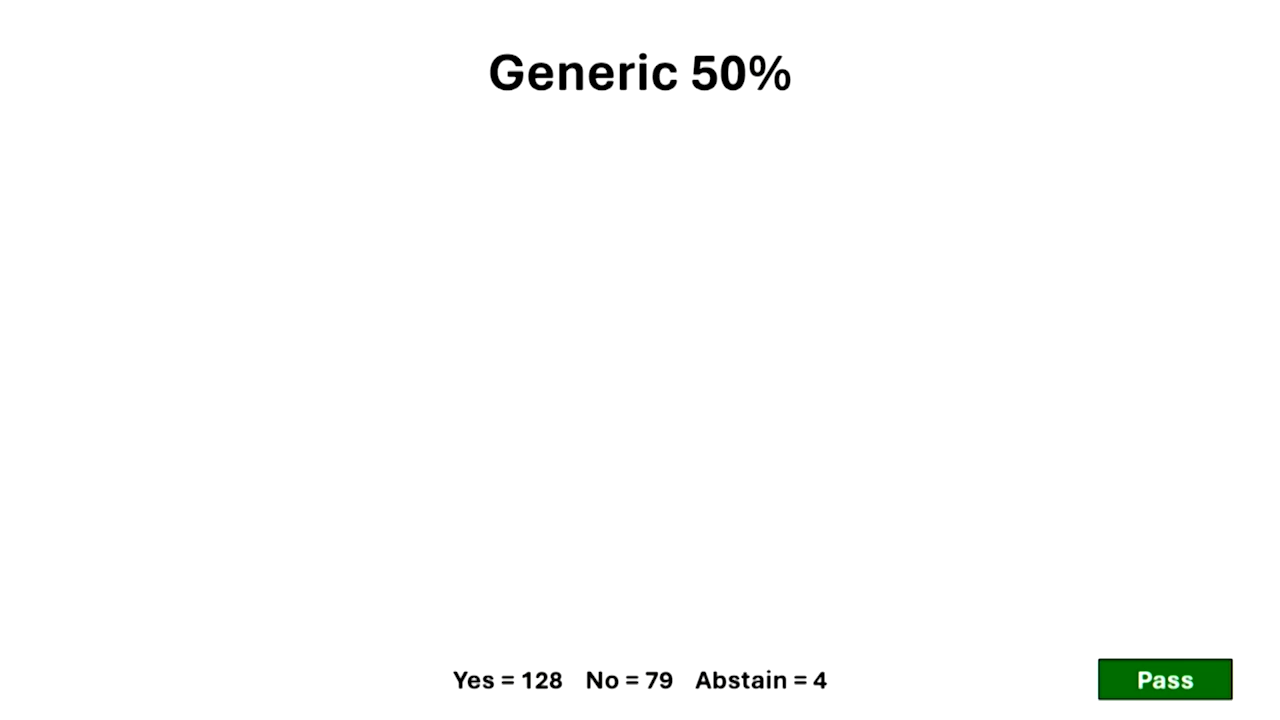 Generic 50%
Yes = 128 No = 79 Abstain = 4
Pass